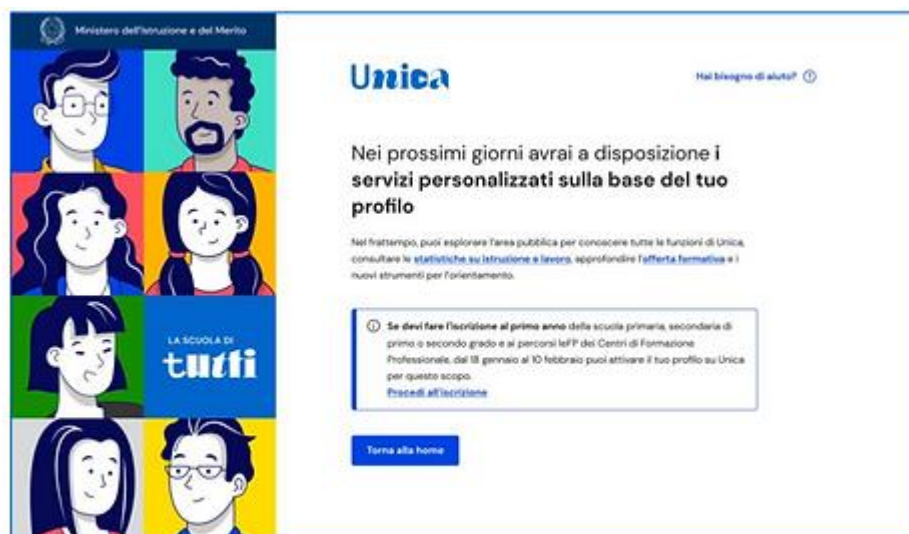 Ministero dell'Istruzione e del Merito
Unica
Hai bisogno di aiuto?
Nei prossimi giorni avrai a disposizione i
servizi personalizzati sulla base del tuo
profilo
Nel frattempo, puoi esplorare l'area pubblica per conoscere tutte le funzioni di Unica,
consultare le statistiche su istruzione e lavoro, approfondire l'offerta formativa e i
nuovi strumenti per l'orientamento.
Se devi fare l'iscrizione al primo anno della scuola primaria, secondaria di
primo o secondo grado e ai percorsi IeFP dei Centri di Formazione
Professionale, dal 18 gennaio al 10 febbraio puoi attivare il tuo profilo su Unica
per questo scopo.
Procedi all'iscrizione
LA SCUOLA DI
tutti
Torna alla home